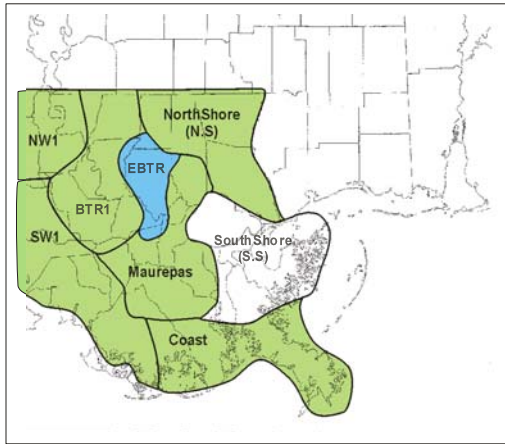 NorthShore
(N.S)
NW1
EBTR
BTR1
SW1
SouthShore
(S.S)
Maurepas
Coast